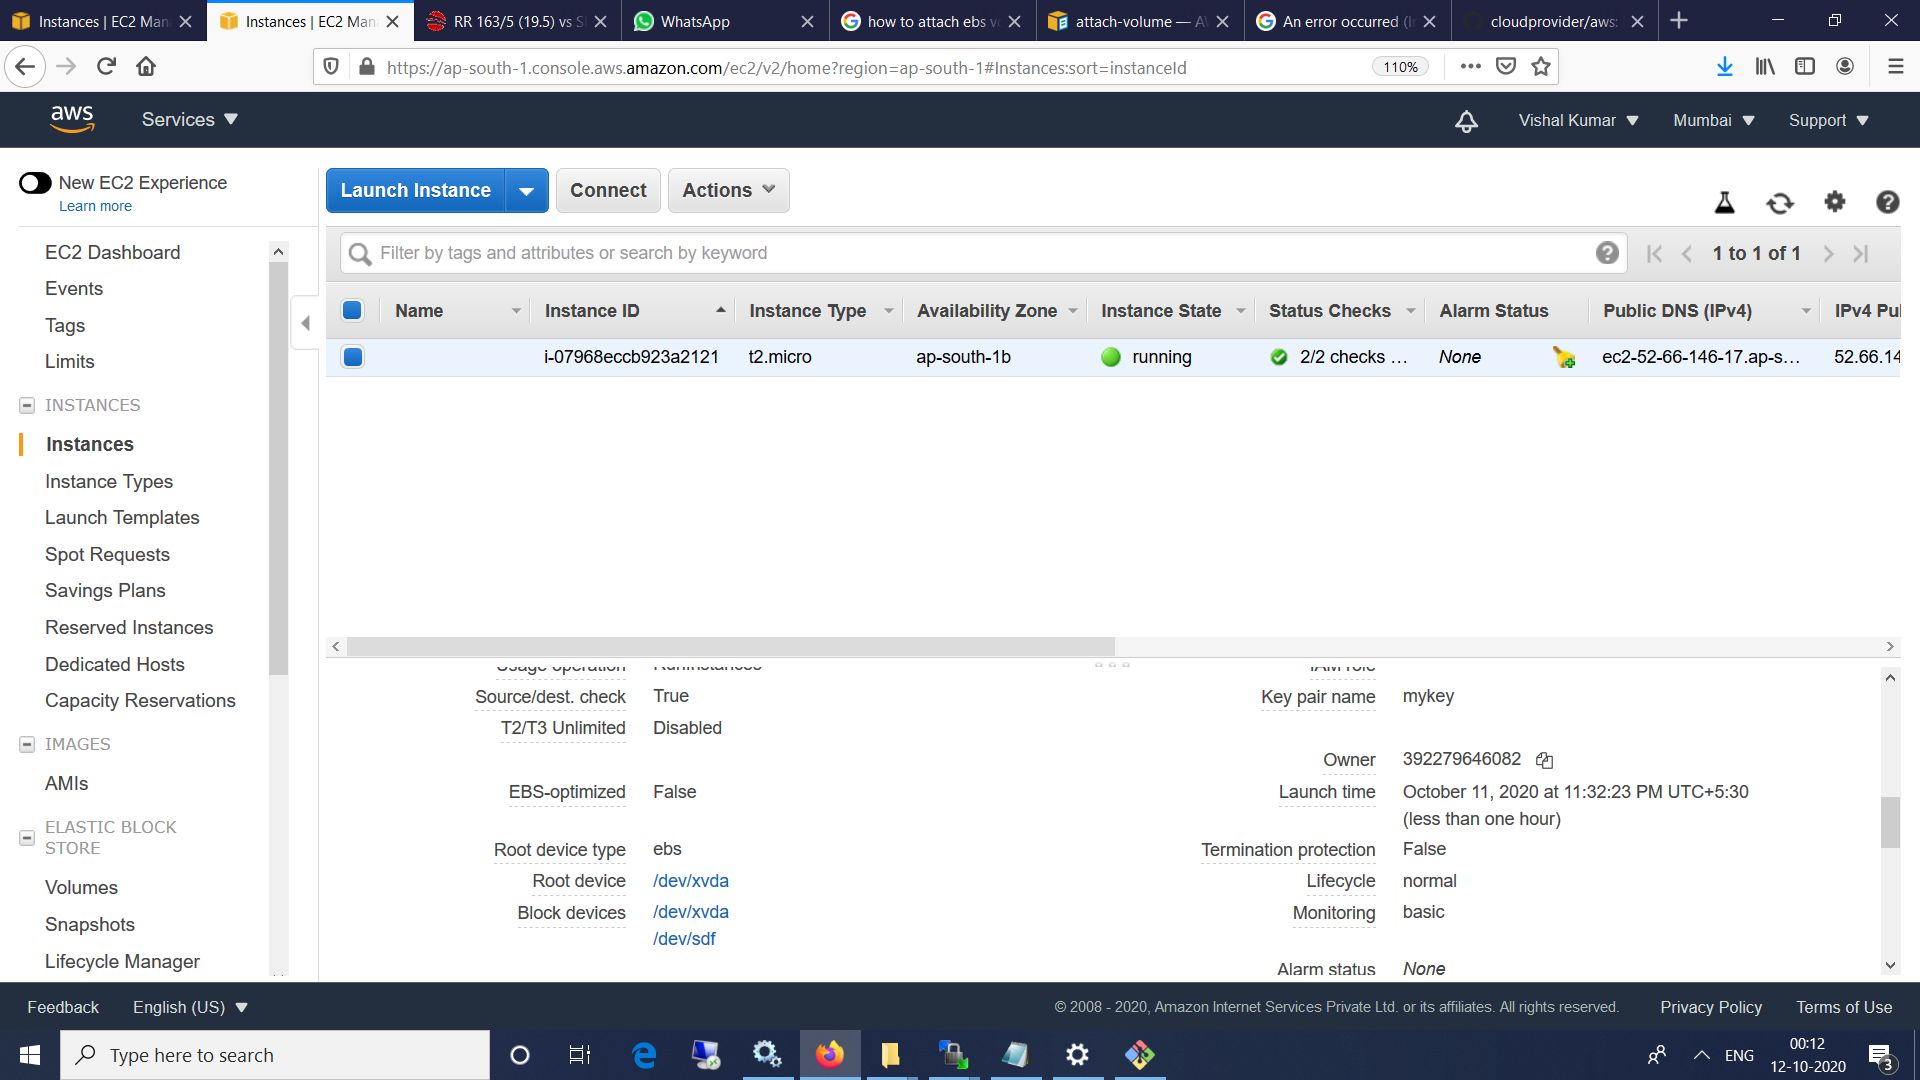 Instances | EC2 Man
Instances | EC2 Man
RR 163/5 (19.5) vs S
WhatsApp
how to attach ebs v
attach-volume — A
An error occurred (I
cloudprovider/aws:
https://ap-south-1.console.aws.amazon.com/ec2/v2/home?region=ap-south-1#Instances:sort=instanceId
110%
aws
Services
Vishal Kumar
Mumbai
Support
New EC2 Experience
Learn more
Launch Instance
Connect
Actions
Filter by tags and attributes or search by keyword
1 to 1 of 1
Name
Instance ID
Instance Type
Availability Zone
Instance State
Status Checks
Alarm Status
Public DNS (IPv4)
IPv4 Pu
i-07968eccb923a2121
t2.micro
ap-south-1b
running
2/2 checks ...
None
ec2-52-66-146-17.ap-s...
52.66.14
EC2 Dashboard
Events
Tags
Limits
INSTANCES
Instances
Instance Types
Launch Templates
Spot Requests
Savings Plans
Reserved Instances
Dedicated Hosts
Capacity Reservations
IMAGES
AMIs
ELASTIC BLOCK
STORE
Volumes
Snapshots
Lifecycle Manager
Usage operation RunInstances
Source/dest. check True
T2/T3 Unlimited Disabled
EBS-optimized False
Root device type ebs
Root device /dev/xvda
Block devices /dev/xvda
/dev/sdf
IAM role
Key pair name mykey
Owner 392279646082
Launch time October 11, 2020 at 11:32:23 PM UTC+5:30
(less than one hour)
Termination protection False
Lifecycle normal
Monitoring basic
Alarm status None
Feedback
English (US)
© 2008 - 2020, Amazon Internet Services Private Ltd. or its affiliates. All rights reserved.
Privacy Policy
Terms of Use
Type here to search
ENG
00:12
12-10-2020
3